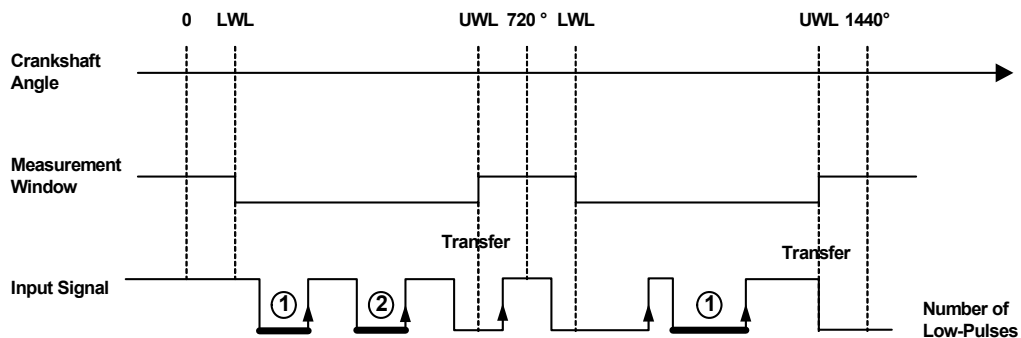 0 LWL UWL 720 ° LWL UWL 1440°
Crankshaft
Angle
Measurement
Window
Transfer Transfer
Input Signal
1 2 1
Number of
Low-Pulses